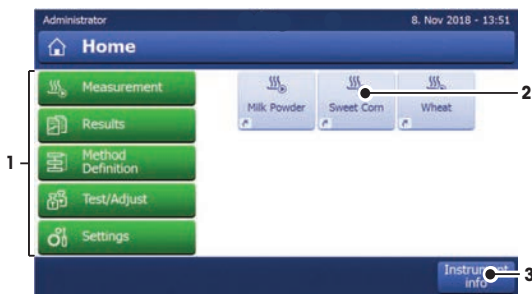 Administrator
8. Nov 2018 - 13:51
Home
1
Measurement
Results
Method
Definition
Test/Adjust
Settings
Milk Powder
Sweet Corn
Wheat
2
Instrument
info
3